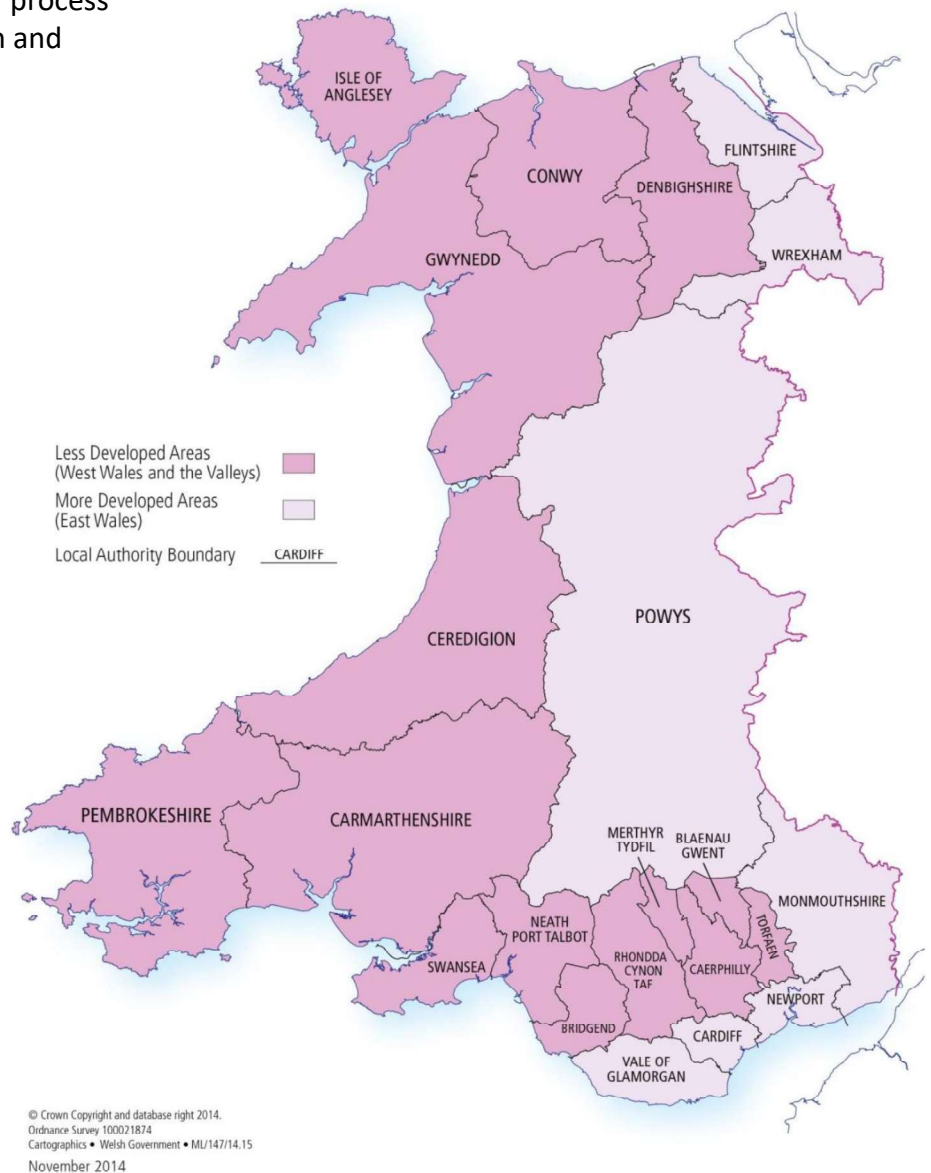 process
n and
ISLE OF
ANGLESEY
FLINTSHIRE
CONWY
DENBIGHSHIRE
GWYNEDD
WREXHAM
Less Developed Areas
(West Wales and the Valleys)
More Developed Areas
(East Wales)
Local Authority Boundary CARDIFF
POWYS
CEREDIGION
PEMBROKESHIRE
CARMARTHENSHIRE
MERTHYR
TYDFIL
BLAENAU
GWENT
MONMOUTHSHIRE
NEATH
PORT TALBOT
TORFAEN
SWANSEA
RHONDDA
CYNON
TAF
CAERPHILLY
NEWPORT
BRIDGEND
CARDIFF
VALE OF
GLAMORGAN
© Crown Copyright and database right 2014.
Ordnance Survey 100021874
Cartographics • Welsh Government • ML/147/14.15
November 2014